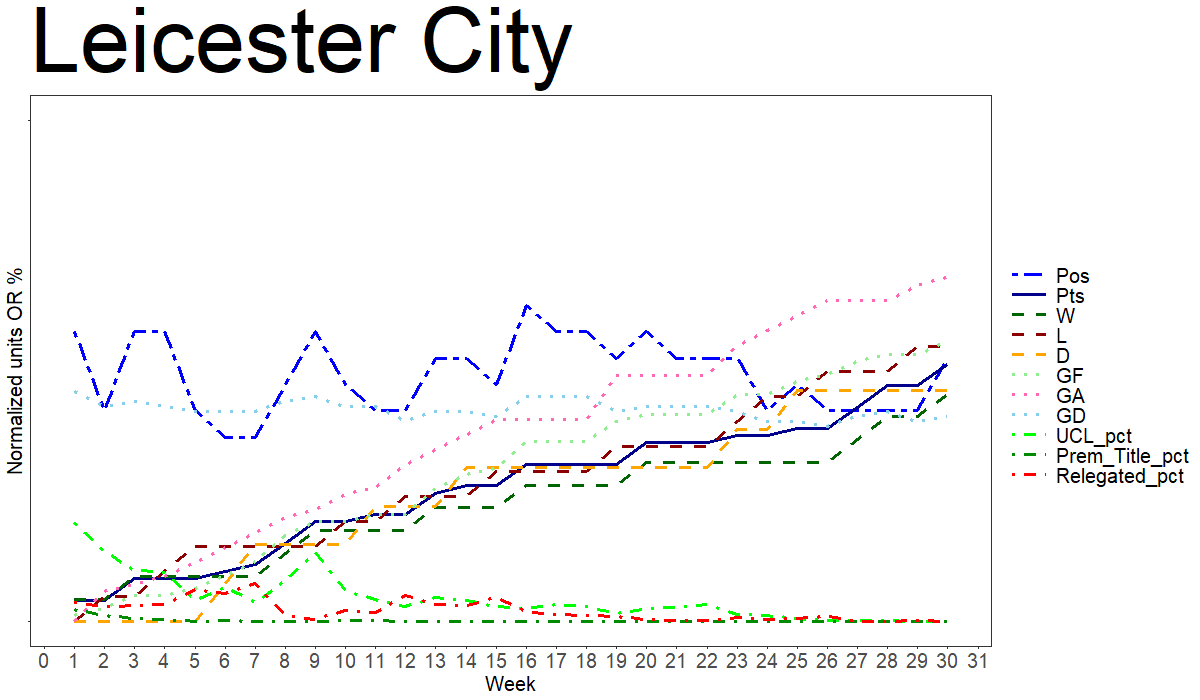 Leicester City
Normalized units OR %
0 1 2 3 4 5 6 7 8 9 10 11 12 13 14 15 16 17 18 19 20 21 22 23 24 25 26 27 28 29 30 31
Week
Pos
Pts
W
L
D
GF
GA
GD
UCL_pct
Prem_Title_pct
Relegated_pct